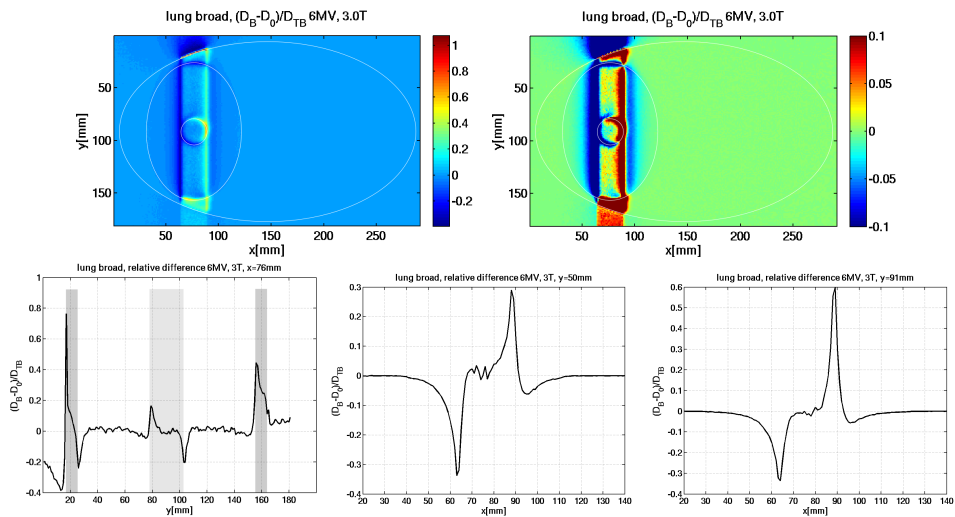 lung broad, (D_B-D_0)/D_TB 6MV, 3.0T
50
100
150
y[mm]
50 100 150 200 250
x[mm]
1
0.8
0.6
0.4
0.2
0
-0.2
lung broad, (D_B-D_0)/D_TB 6MV, 3.0T
50
100
150
y[mm]
50 100 150 200 250
x[mm]
0.1
0.05
0
-0.05
-0.1
lung broad, relative difference 6MV, 3T, x=76mm
1
0.8
0.6
0.4
0.2
0
-0.2
-0.4
(D_B-D_0)/D_TB
20 40 60 80 100 120 140 160 180
y[mm]
lung broad, relative difference 6MV, 3T, y=50mm
0.3
0.2
0.1
0
-0.1
-0.2
-0.3
-0.4
(D_B-D_0)/D_TB
20 30 40 50 60 70 80 90 100 110 120 130 140
x[mm]
lung broad, relative difference 6MV, 3T, y=91mm
0.6
0.5
0.4
0.3
0.2
0.1
0
-0.1
-0.2
-0.3
-0.4
(D_B-D_0)/D_TB
20 30 40 50 60 70 80 90 100 110 120 130 140
x[mm]